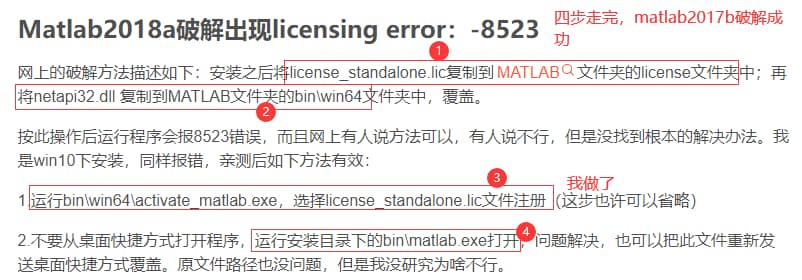 Matlab2018a破解出现licensing error：-8523
四步走完，matlab2017b破解成
功
1
网上的破解方法描述如下：安装之后将license_standalone.lic复制到 MATLAB 文件夹的license文件夹中；再
将netapi32.dll 复制到MATLAB文件夹的bin\win64文件夹中，覆盖。
2
按此操作后运行程序会报8523错误，而且网上有人说方法可以，有人说不行，但是没找到根本的解决办法。我
是win10下安装，同样报错，亲测后如下方法有效：
3
我做了
1.运行bin\win64\activate_matlab.exe，选择license_standalone.lic文件注册（这步也许可以省略)
4
2.不要从桌面快捷方式打开程序，运行安装目录下的bin\matlab.exe打开，问题解决，也可以把此文件重新发
送桌面快捷方式覆盖。原文件路径也没问题，但是我没研究为啥不行。